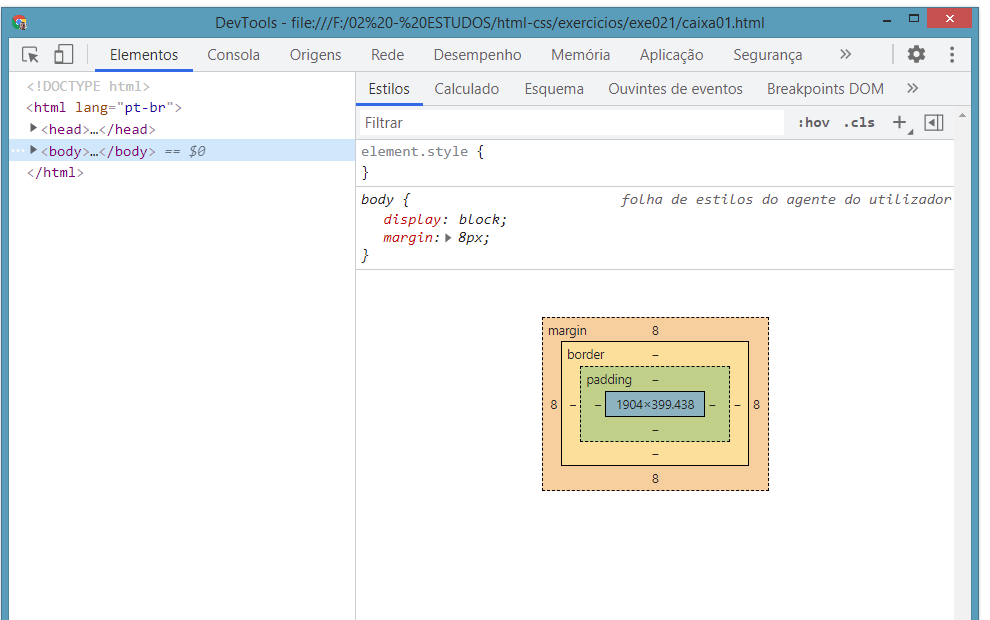 DevTools - file:///F:/02%20-%20ESTUDOS/html-css/exercicios/exe021/caixa01.html
Elementos Consola Origens Rede Desempenho Memória Aplicação Segurança »
<!DOCTYPE html>
<html lang="pt-br">
<head>…</head>
<body>…</body> == $0
</html>
Estilos Calculado Esquema Ouvintes de eventos Breakpoints DOM »
Filtrar :hov .cls +
element.style {
}
body { folha de estilos do agente do utilizador
display: block;
margin: 8px;
}
margin 8
border –
padding –
8 – – 1904×399.438 – – 8
–
–
8